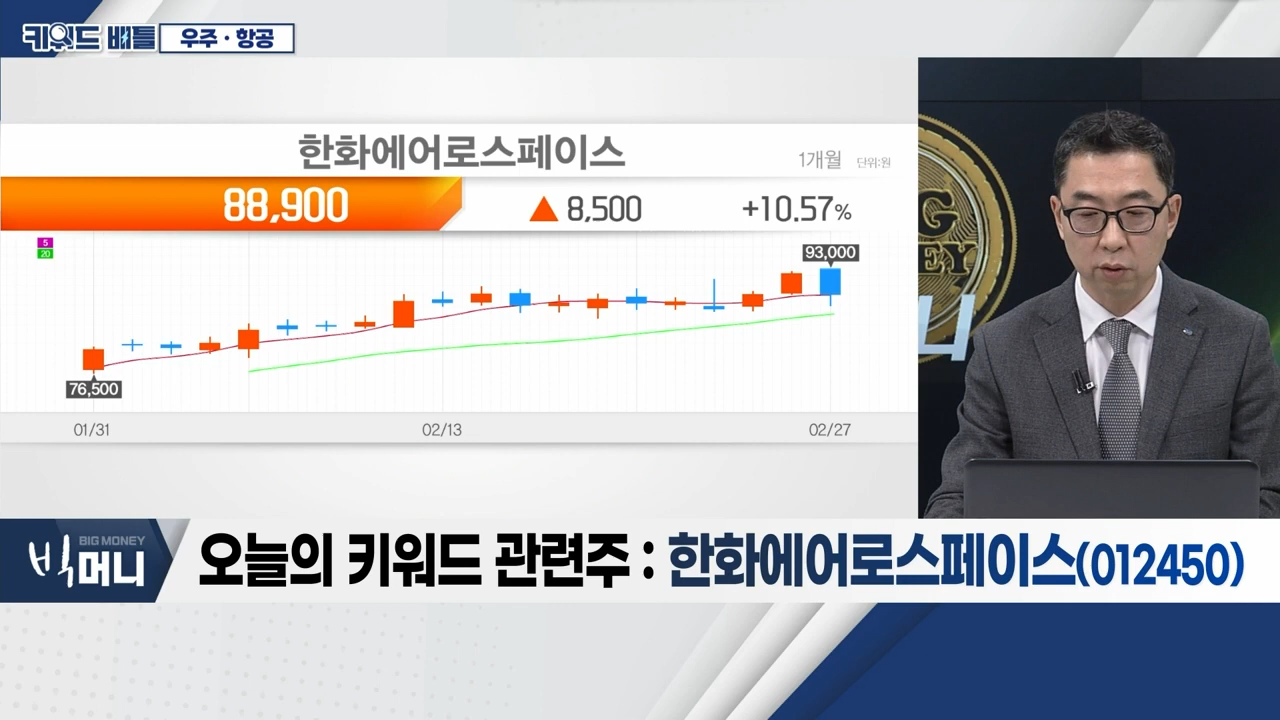 키워드 배틀 우주·항공
한화에어로스페이스
1개월 단위:원
88,900 ▲ 8,500 +10.57%
5
20
93,000
76,500
01/31 02/13 02/27
BIG MONEY
빅머니
오늘의 키워드 관련주 : 한화에어로스페이스(012450)